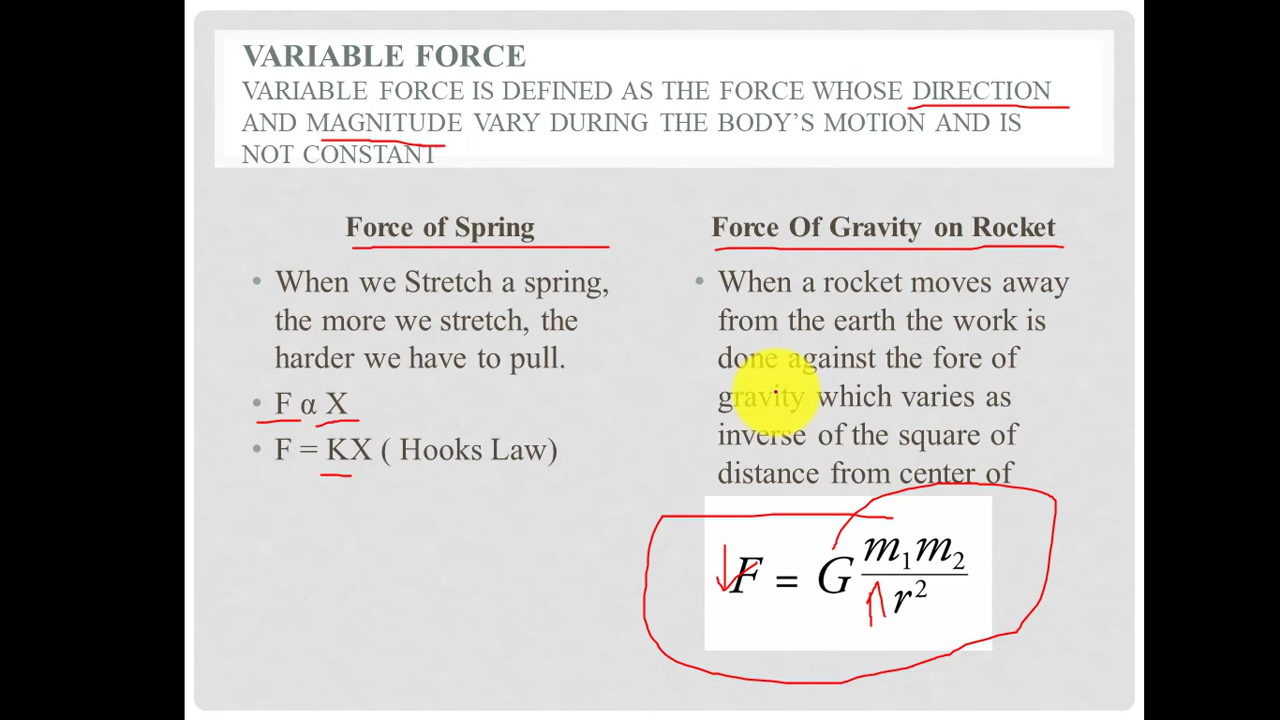 VARIABLE FORCE
VARIABLE FORCE IS DEFINED AS THE FORCE WHOSE DIRECTION
AND MAGNITUDE VARY DURING THE BODY'S MOTION AND IS
NOT CONSTANT
Force of Spring
• When we Stretch a spring,
the more we stretch, the
harder we have to pull.
• F α X
• F = KX ( Hooks Law)
Force Of Gravity on Rocket
• When a rocket moves away
from the earth the work is
done against the fore of
gravity which varies as
inverse of the square of
distance from center of
↓F = G m₁m₂ / ↑r²